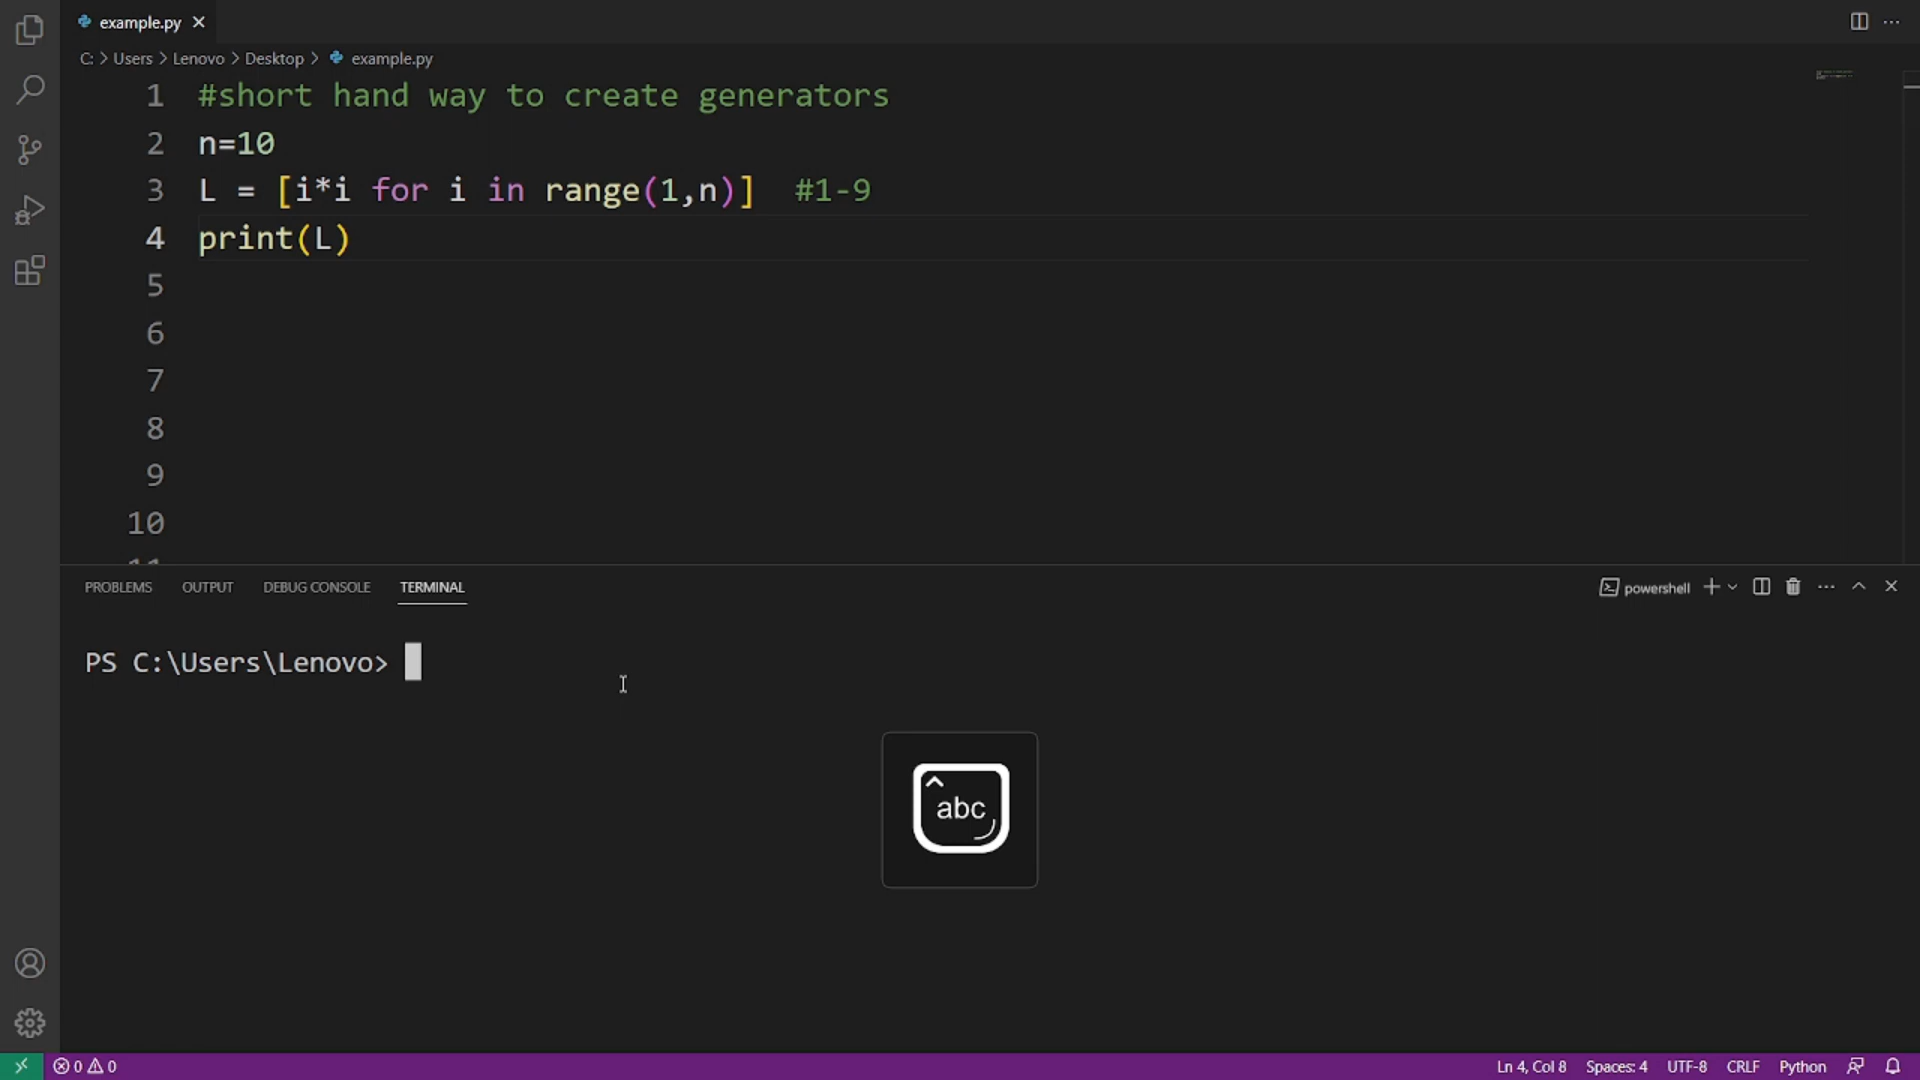 example.py
C: > Users > Lenovo > Desktop > example.py
1 #short hand way to create generators
2 n=10
3 L = [i*i for i in range(1,n)]  #1-9
4 print(L)
5
6
7
8
9
10
11
PROBLEMS OUTPUT DEBUG CONSOLE TERMINAL powershell
PS C:\Users\Lenovo>
abc
0 0 Ln 4, Col 8 Spaces: 4 UTF-8 CRLF Python